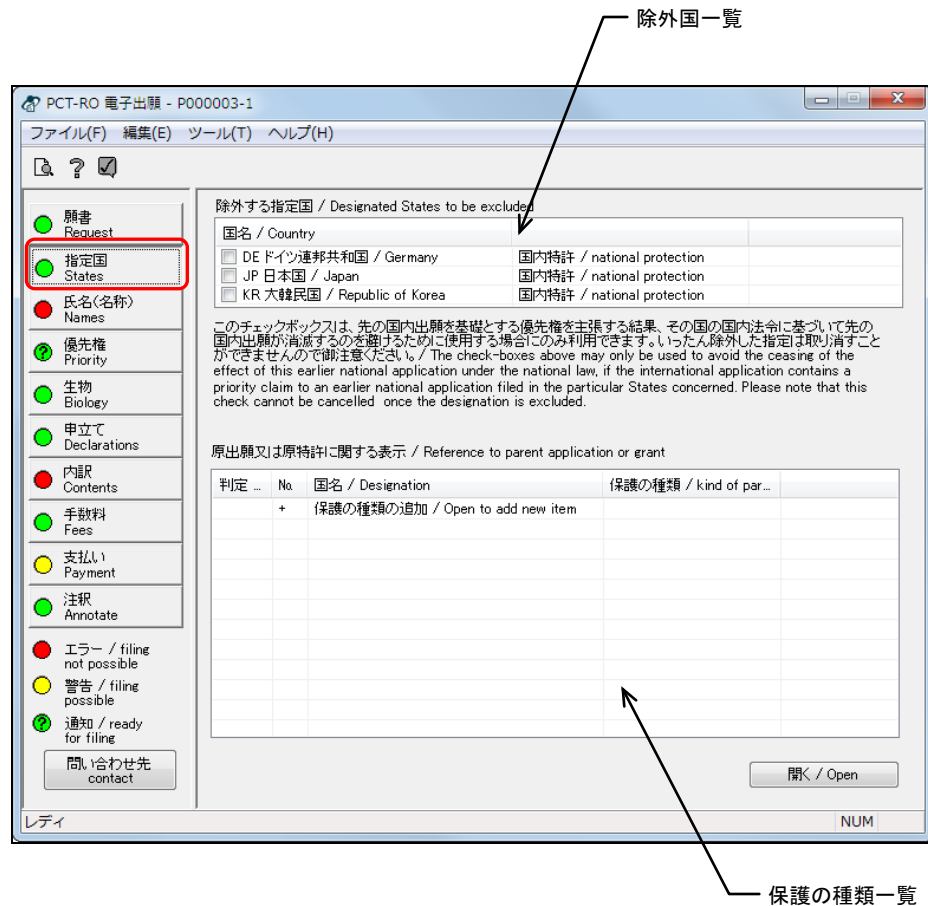 除外国一覧
PCT-RO 電子出願 - P000003-1
ファイル(F) 編集(E) ツール(T) ヘルプ(H)
願書
Request
指定国
States
氏名(名称)
Names
優先権
Priority
生物
Biology
申立て
Declarations
内訳
Contents
手数料
Fees
支払い
Payment
注釈
Annotate
エラー / filing
not possible
警告 / filing
possible
通知 / ready
for filing
問い合わせ先
contact
除外する指定国 / Designated States to be excluded
国名 / Country
DE ドイツ連邦共和国 / Germany 国内特許 / national protection
JP 日本国 / Japan 国内特許 / national protection
KR 大韓民国 / Republic of Korea 国内特許 / national protection
このチェックボックスは、先の国内出願を基礎とする優先権を主張する結果、その国の国内法令に基づいて先の
国内出願が消滅するのを避けるために使用する場合にのみ利用できます。いったん除外した指定は取り消すこと
ができませんので御注意ください。/ The check-boxes above may only be used to avoid the ceasing of the
effect of this earlier national application under the national law, if the international application contains a
priority claim to an earlier national application filed in the particular States concerned. Please note that this
check cannot be cancelled once the designation is excluded.
原出願又は原特許に関する表示 / Reference to parent application or grant
判定 ... No. 国名 / Designation 保護の種類 / kind of par...
+ 保護の種類の追加 / Open to add new item
開く / Open
レディ NUM
保護の種類一覧